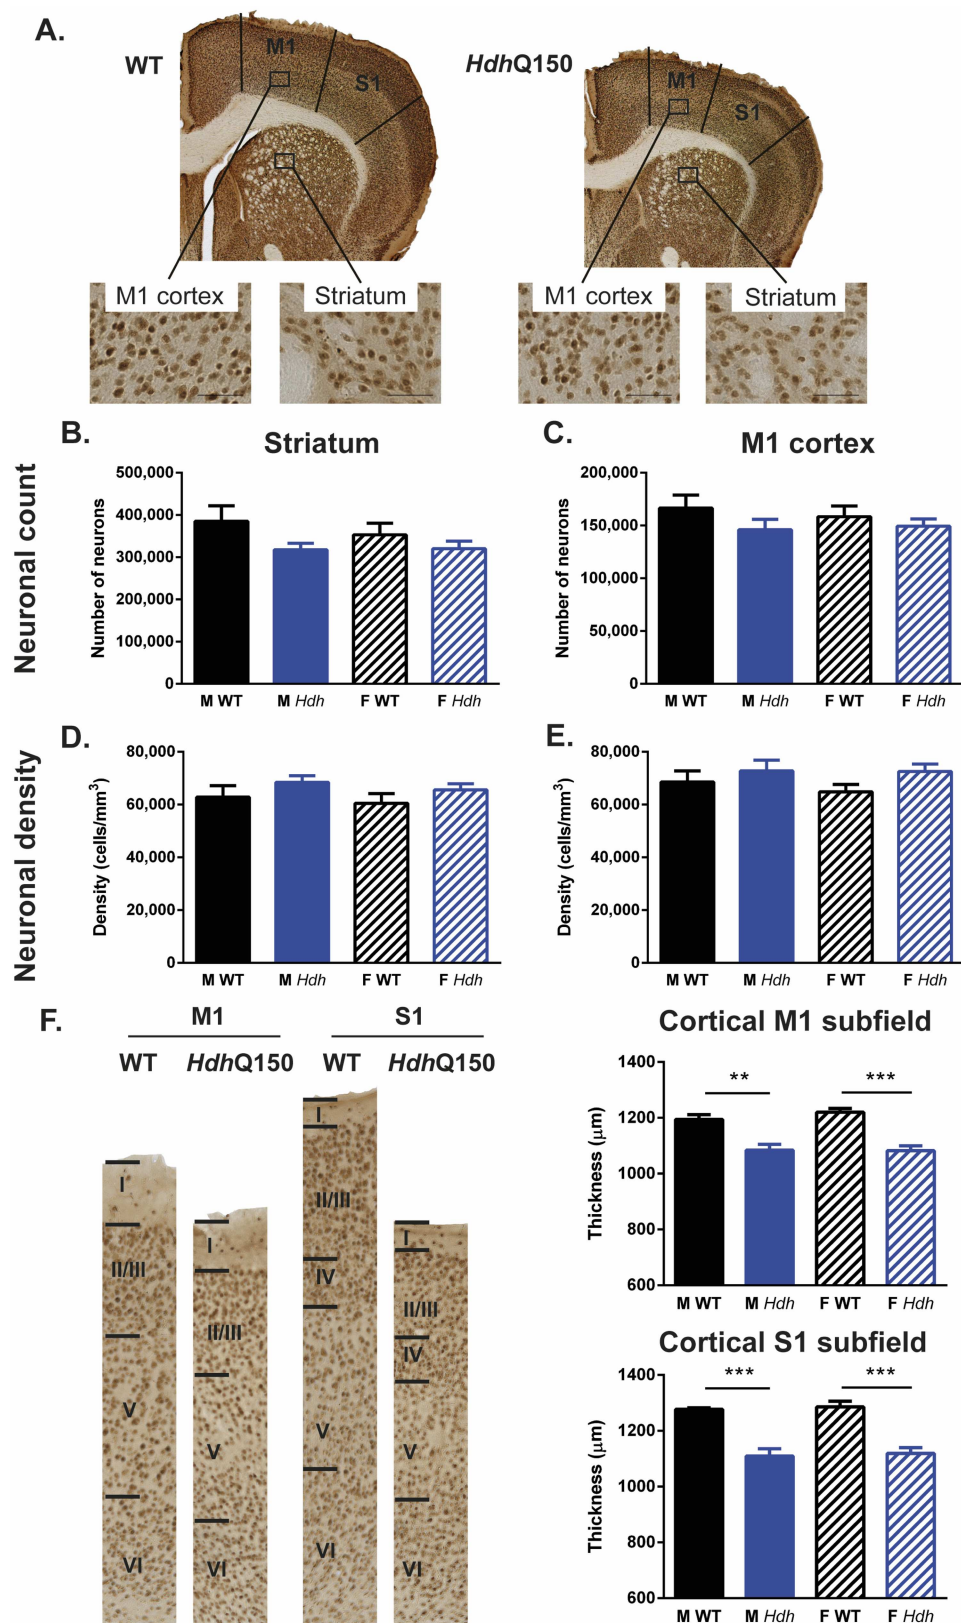 A.
WT
M1
S1
HdhQ150
M1
S1
M1 cortex
Striatum
M1 cortex
Striatum
Neuronal count
B.
Striatum
Number of neurons
500,000
400,000
300,000
200,000
100,000
0
M WT
M Hdh
F WT
F Hdh
C.
M1 cortex
Number of neurons
200,000
150,000
100,000
50,000
0
M WT
M Hdh
F WT
F Hdh
Neuronal density
D.
Density (cells/mm³)
80,000
60,000
40,000
20,000
0
M WT
M Hdh
F WT
F Hdh
E.
Density (cells/mm³)
80,000
60,000
40,000
20,000
0
M WT
M Hdh
F WT
F Hdh
F.
M1
S1
WT
HdhQ150
WT
HdhQ150
I
II/III
V
VI
I
II/III
V
VI
I
II/III
IV
V
VI
I
II/III
IV
V
VI
Cortical M1 subfield
Thickness (μm)
1400
1200
1000
800
600
**
***
M WT
M Hdh
F WT
F Hdh
Cortical S1 subfield
Thickness (μm)
1400
1200
1000
800
600
***
***
M WT
M Hdh
F WT
F Hdh